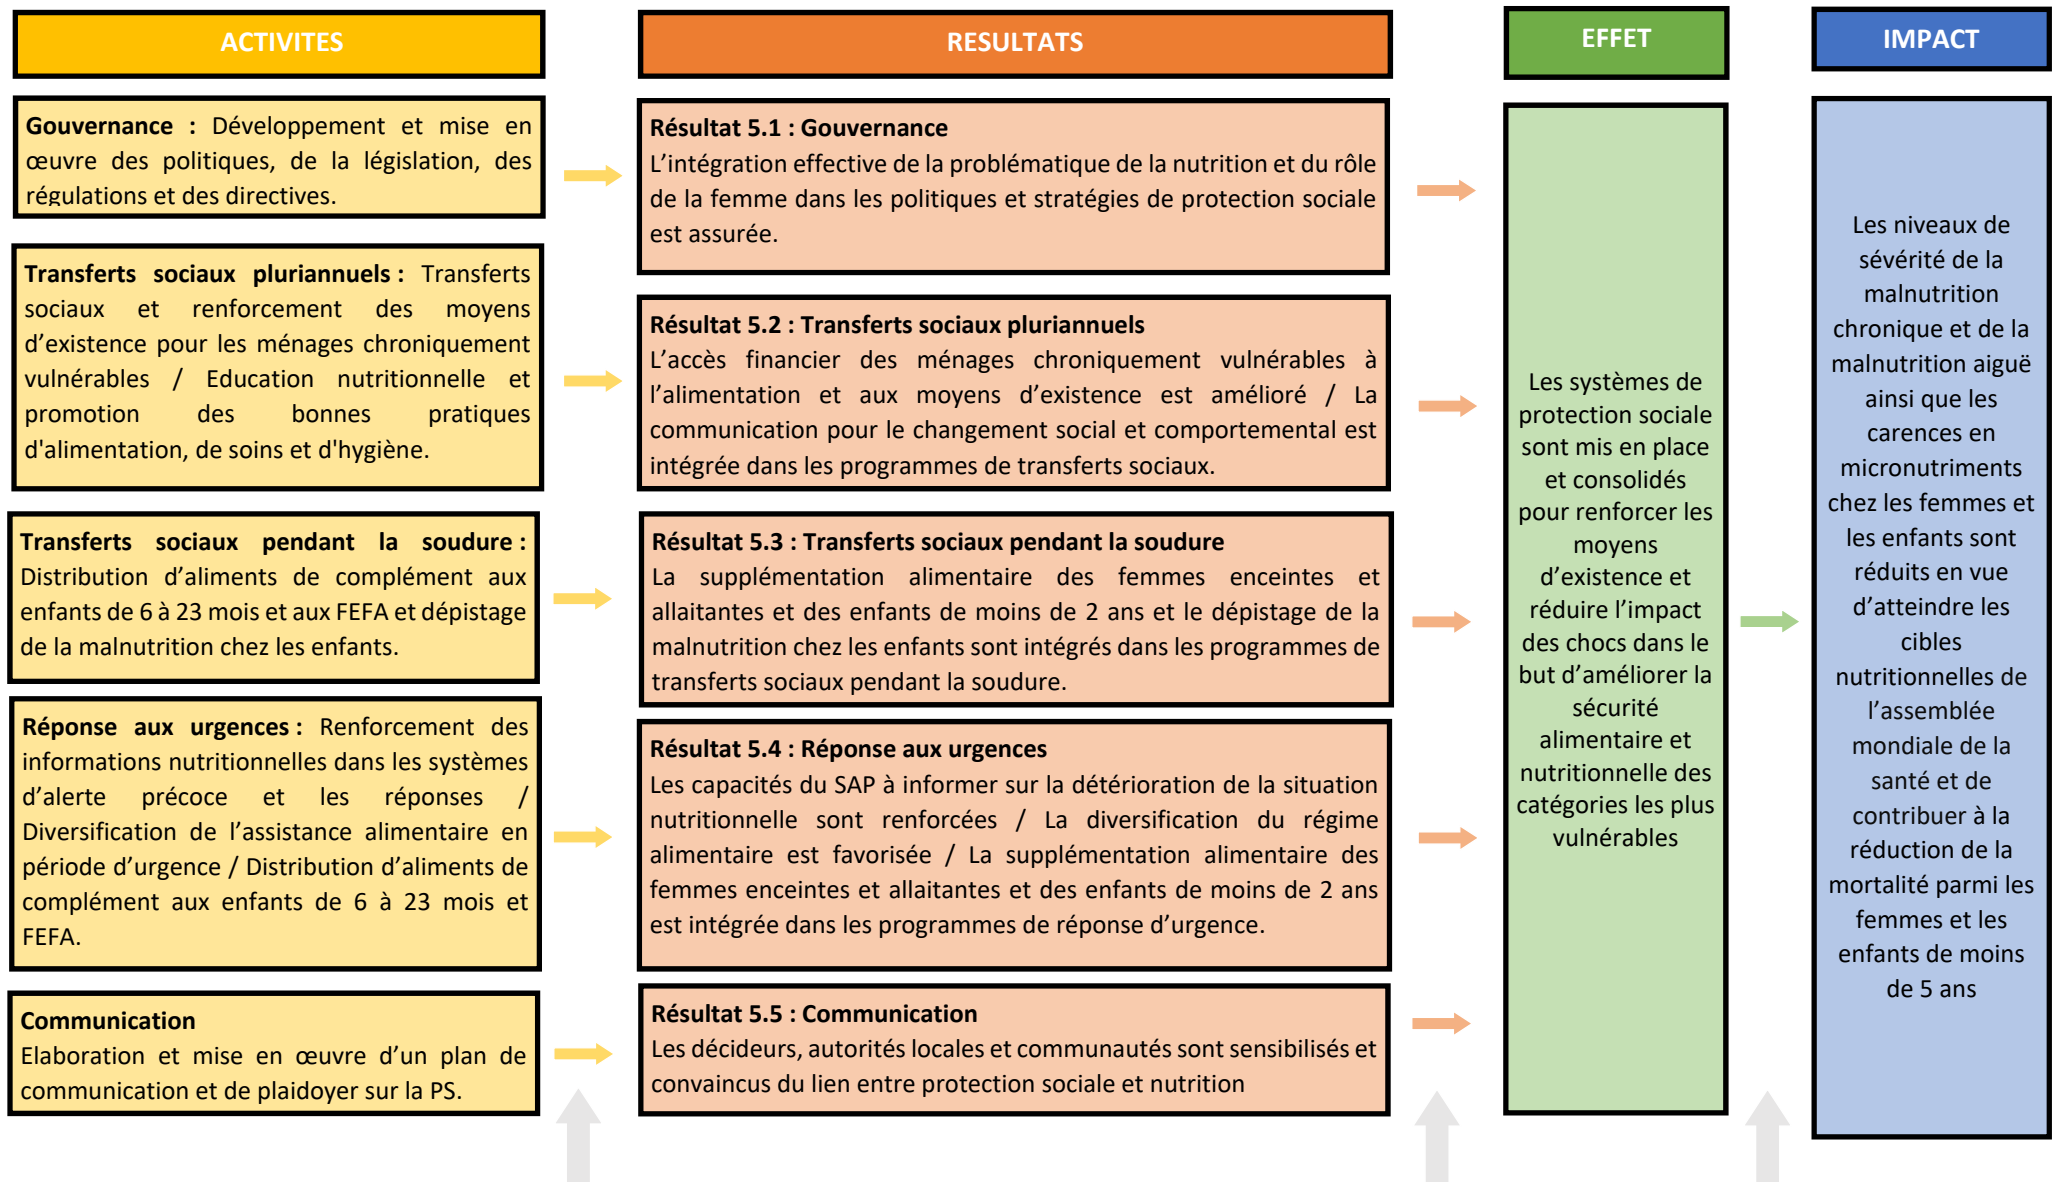 ACTIVITES
RESULTATS
EFFET
IMPACT
Gouvernance : Développement et mise en
œuvre des politiques, de la législation, des
régulations et des directives.
Résultat 5.1 : Gouvernance
L’intégration effective de la problématique de la nutrition et du rôle
de la femme dans les politiques et stratégies de protection sociale
est assurée.
Transferts sociaux pluriannuels : Transferts
sociaux et renforcement des moyens
d’existence pour les ménages chroniquement
vulnérables / Education nutritionnelle et
promotion des bonnes pratiques
d'alimentation, de soins et d'hygiène.
Résultat 5.2 : Transferts sociaux pluriannuels
L’accès financier des ménages chroniquement vulnérables à
l’alimentation et aux moyens d’existence est amélioré / La
communication pour le changement social et comportemental est
intégrée dans les programmes de transferts sociaux.
Transferts sociaux pendant la soudure :
Distribution d’aliments de complément aux
enfants de 6 à 23 mois et aux FEFA et dépistage
de la malnutrition chez les enfants.
Résultat 5.3 : Transferts sociaux pendant la soudure
La supplémentation alimentaire des femmes enceintes et
allaitantes et des enfants de moins de 2 ans et le dépistage de la
malnutrition chez les enfants sont intégrés dans les programmes de
transferts sociaux pendant la soudure.
Réponse aux urgences : Renforcement des
informations nutritionnelles dans les systèmes
d’alerte précoce et les réponses /
Diversification de l’assistance alimentaire en
période d’urgence / Distribution d’aliments de
complément aux enfants de 6 à 23 mois et
FEFA.
Résultat 5.4 : Réponse aux urgences
Les capacités du SAP à informer sur la détérioration de la situation
nutritionnelle sont renforcées / La diversification du régime
alimentaire est favorisée / La supplémentation alimentaire des
femmes enceintes et allaitantes et des enfants de moins de 2 ans
est intégrée dans les programmes de réponse d’urgence.
Communication
Elaboration et mise en œuvre d’un plan de
communication et de plaidoyer sur la PS.
Résultat 5.5 : Communication
Les décideurs, autorités locales et communautés sont sensibilisés et
convaincus du lien entre protection sociale et nutrition
Les systèmes de
protection sociale
sont mis en place
et consolidés
pour renforcer les
moyens
d’existence et
réduire l’impact
des chocs dans le
but d’améliorer la
sécurité
alimentaire et
nutritionnelle des
catégories les plus
vulnérables
Les niveaux de
sévérité de la
malnutrition
chronique et de la
malnutrition aiguë
ainsi que les
carences en
micronutriments
chez les femmes et
les enfants sont
réduits en vue
d’atteindre les
cibles
nutritionnelles de
l’assemblée
mondiale de la
santé et de
contribuer à la
réduction de la
mortalité parmi les
femmes et les
enfants de moins
de 5 ans